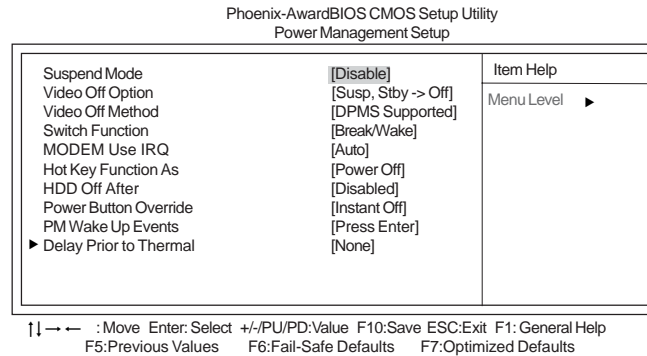 Phoenix-AwardBIOS CMOS Setup Utility
Power Management Setup
Suspend Mode [Disable]
Video Off Option [Susp, Stby -> Off]
Video Off Method [DPMS Supported]
Switch Function [Break/Wake]
MODEM Use IRQ [Auto]
Hot Key Function As [Power Off]
HDD Off After [Disabled]
Power Button Override [Instant Off]
PM Wake Up Events [Press Enter]
▶ Delay Prior to Thermal [None]
Item Help
Menu Level ▶
↑↓→← : Move Enter: Select +/-/PU/PD:Value F10:Save ESC:Exit F1: General Help
F5:Previous Values F6:Fail-Safe Defaults F7:Optimized Defaults